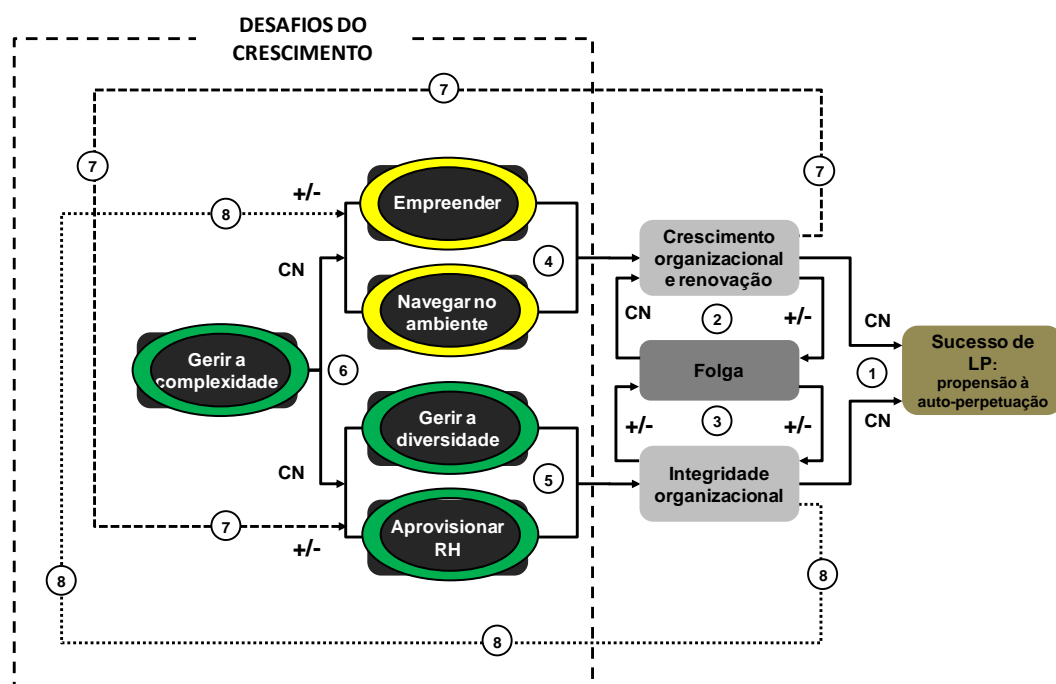 DESAFIOS DO
CRESCIMENTO
7
7
7
+/-
8
Empreender
CN
4
Crescimento
organizacional
e renovação
Navegar no
ambiente
CN
2
+/-
CN
Gerir a
complexidade
6
Folga
1
Sucesso de
LP:
propensão à
auto-perpetuação
Gerir a
diversidade
+/-
3
+/-
CN
CN
5
Integridade
organizacional
Aprovisionar
RH
7
+/-
8
8
8